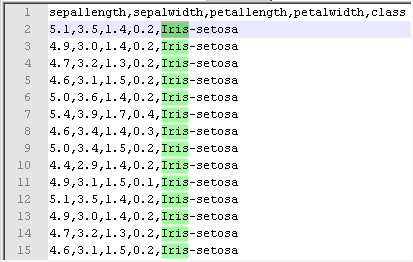 1 sepallength,sepalwidth,petallength,petalwidth,class
2 5.1,3.5,1.4,0.2,Iris-setosa
3 4.9,3.0,1.4,0.2,Iris-setosa
4 4.7,3.2,1.3,0.2,Iris-setosa
5 4.6,3.1,1.5,0.2,Iris-setosa
6 5.0,3.6,1.4,0.2,Iris-setosa
7 5.4,3.9,1.7,0.4,Iris-setosa
8 4.6,3.4,1.4,0.3,Iris-setosa
9 5.0,3.4,1.5,0.2,Iris-setosa
10 4.4,2.9,1.4,0.2,Iris-setosa
11 4.9,3.1,1.5,0.1,Iris-setosa
12 5.1,3.5,1.4,0.2,Iris-setosa
13 4.9,3.0,1.4,0.2,Iris-setosa
14 4.7,3.2,1.3,0.2,Iris-setosa
15 4.6,3.1,1.5,0.2,Iris-setosa